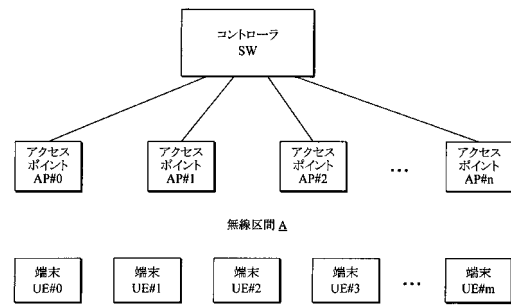 コントローラ
SW
アクセス
ポイント
AP#0
アクセス
ポイント
AP#1
アクセス
ポイント
AP#2
…
アクセス
ポイント
AP#n
無線区間 A
端末
UE#0
端末
UE#1
端末
UE#2
端末
UE#3
…
端末
UE#m